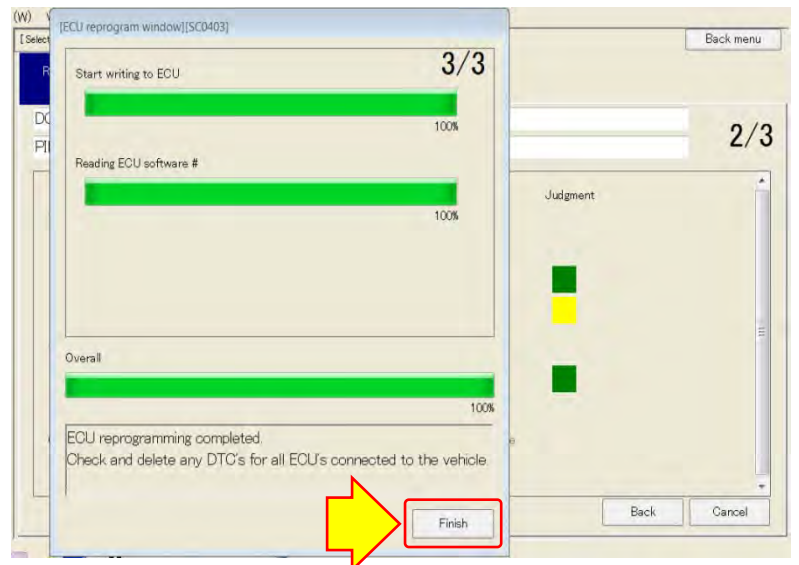 (W)
[ECU reprogram window][SC0403]
[Select
Back menu
Start writing to ECU
3/3
100%
2/3
Reading ECU software #
Judgment
100%
Overall
100%
ECU reprogramming completed.
Check and delete any DTC's for all ECU's connected to the vehicle
Finish
Back
Cancel